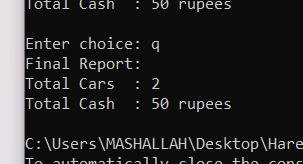 Total Cash  : 50 rupees
Enter choice: q
Final Report:
Total Cars  : 2
Total Cash  : 50 rupees
C:\Users\MASHALLAH\Desktop\Hare
To automatically close the cons